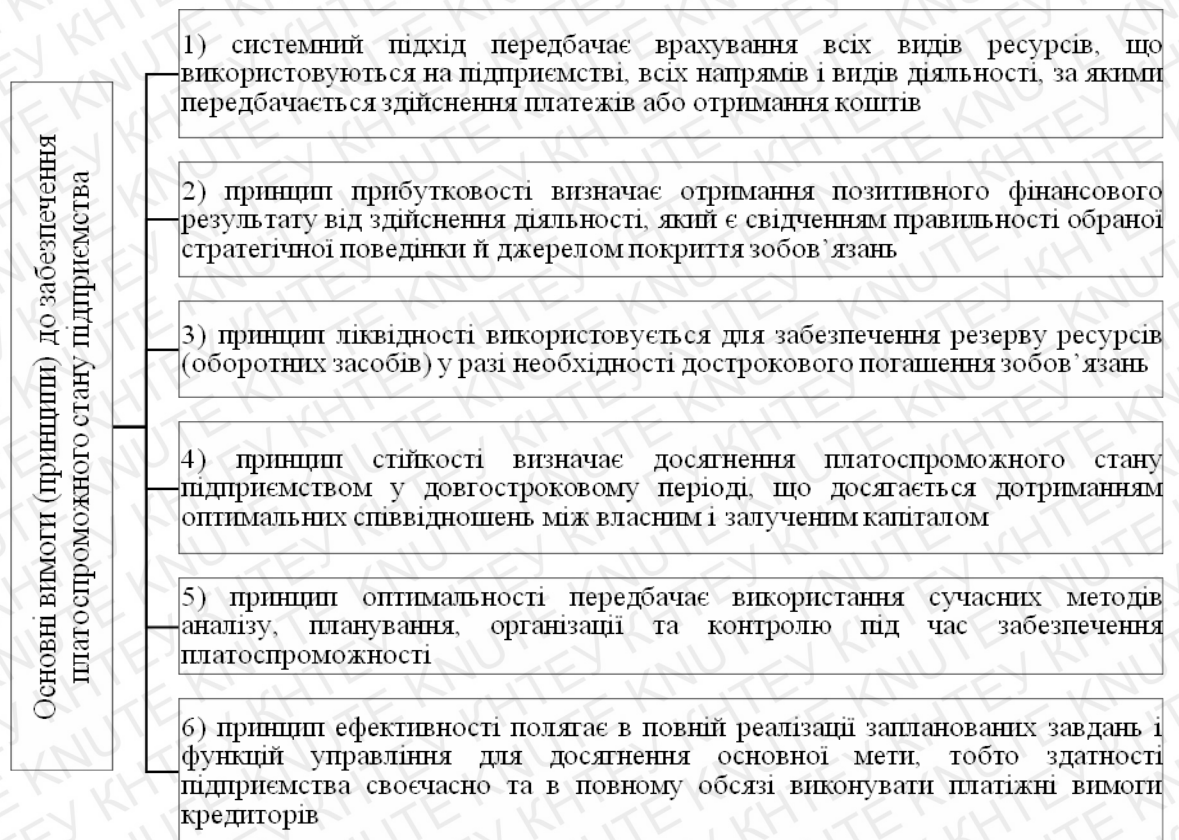 Основні вимоги (принципи) до забезпечення
платоспроможного стану підприємства
1) системний підхід передбачає врахування всіх видів ресурсів, що
використовуються на підприємстві, всіх напрямів і видів діяльності, за якими
передбачається здійснення платежів або отримання коштів
2) принцип прибутковості визначає отримання позитивного фінансового
результату від здійснення діяльності, який є свідченням правильності обраної
стратегічної поведінки й джерелом покриття зобов’язань
3) принцип ліквідності використовується для забезпечення резерву ресурсів
(оборотних засобів) у разі необхідності дострокового погашення зобов’язань
4) принцип стійкості визначає досягнення платоспроможного стану
підприємством у довгостроковому періоді, що досягається дотриманням
оптимальних співвідношень між власним і залученим капіталом
5) принцип оптимальності передбачає використання сучасних методів
аналізу, планування, організації та контролю під час забезпечення
платоспроможності
6) принцип ефективності полягає в повній реалізації запланованих завдань і
функцій управління для досягнення основної мети, тобто здатності
підприємства своєчасно та в повному обсязі виконувати платіжні вимоги
кредиторів